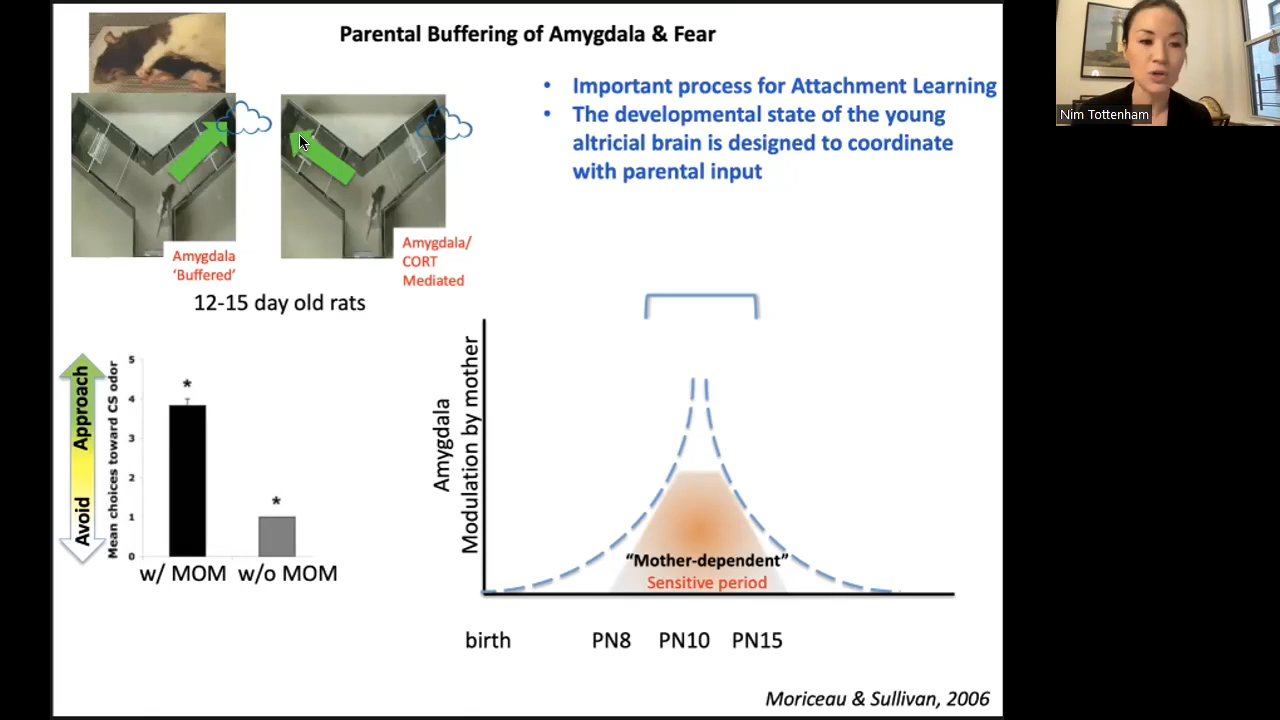 Parental Buffering of Amygdala & Fear
• Important process for Attachment Learning
• The developmental state of the young
altricial brain is designed to coordinate
with parental input
Nim Tottenham
Amygdala
‘Buffered’
Amygdala/
CORT
Mediated
12-15 day old rats
Avoid Approach
Mean choices toward CS odor
5
4
3
2
1
0
*
*
w/ MOM w/o MOM
Amygdala
Modulation by mother
“Mother-dependent”
Sensitive period
birth PN8 PN10 PN15
Moriceau & Sullivan, 2006